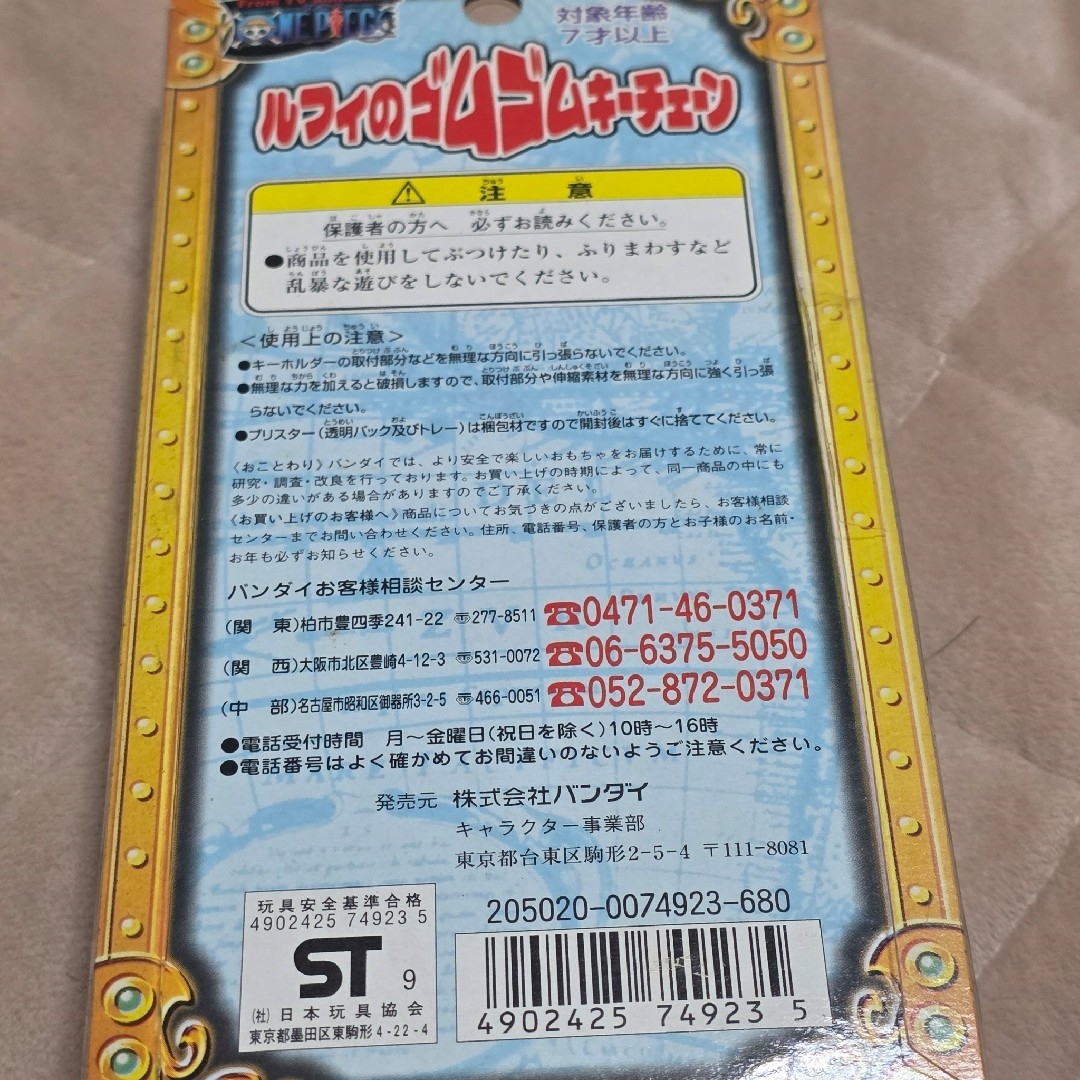 ONE PIECE
対象年齢
7才以上
ルフィのゴムゴムキーチェーン
注意
保護者の方へ 必ずお読みください。
●商品を使用してぶつけたり、ふりまわすなど
乱暴な遊びをしないでください。
＜使用上の注意＞
●キーホルダーの取付部分などを無理な方向に引っ張らないでください。
●無理な力を加えると破損しますので、取付部分や伸縮素材を無理な方向に強く引っ張
らないでください。
●ブリスター（透明パック及びトレー）は梱包材ですので開封後はすぐに捨ててください。
《おことわり》バンダイでは、より安全で楽しいおもちゃをお届けするために、常に
研究・調査・改良を行っております。お買い上げの時期によって、同一商品の中にも
多少の違いがある場合がありますのでご了承ください。
《お買い上げのお客様へ》商品についてお気づきの点がございましたら、お客様相談
センターまでお問い合わせください。住所、電話番号、保護者の方とお子様のお名前・
お年も必ずお知らせください。
バンダイお客様相談センター
（関 東）柏市豊四季241-22 〒277-8511 ☎0471-46-0371
（関 西）大阪市北区豊崎4-12-3 〒531-0072 ☎06-6375-5050
（中 部）名古屋市昭和区御器所3-2-5 〒466-0051 ☎052-872-0371
●電話受付時間 月～金曜日（祝日を除く）10時～16時
●電話番号はよく確かめてお間違いのないようご注意ください。
発売元 株式会社バンダイ
キャラクター事業部
東京都台東区駒形2-5-4 〒111-8081
玩具安全基準合格
4902425 74923 5
ST 9
（社）日本玩具協会
東京都墨田区東駒形4-22-4
205020-0074923-680
4902425 74923 5